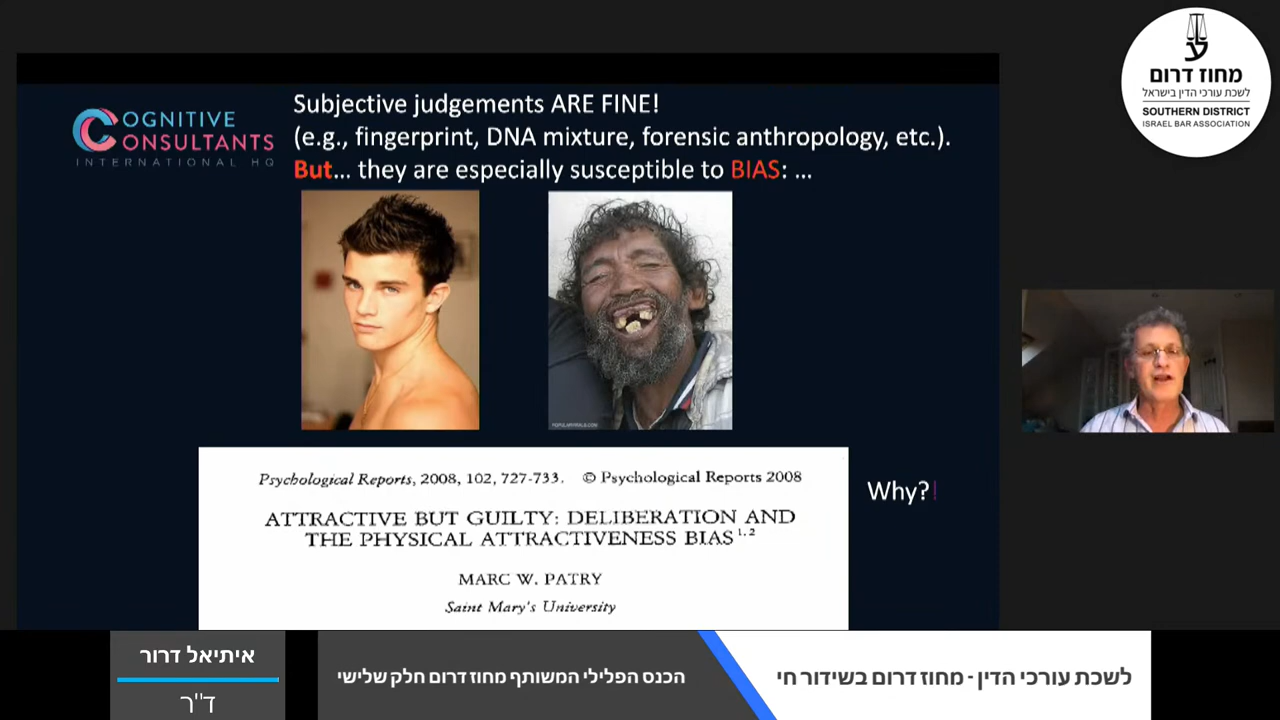 Subjective judgements ARE FINE!
(e.g., fingerprint, DNA mixture, forensic anthropology, etc.).
But... they are especially susceptible to BIAS: ...
COGNITIVE
CONSULTANTS
INTERNATIONAL HQ
מחוז דרום
לשכת עורכי הדין בישראל
SOUTHERN DISTRICT
ISRAEL BAR ASSOCIATION
Psychological Reports, 2008, 102, 727-733. © Psychological Reports 2008
ATTRACTIVE BUT GUILTY: DELIBERATION AND
THE PHYSICAL ATTRACTIVENESS BIAS1,2
MARC W. PATRY
Saint Mary's University
Why?!
לשכת עורכי הדין - מחוז דרום בשידור חי
הכנס הפלילי המשותף מחוז דרום חלק שלישי
איתיאל דרור
ד"ר